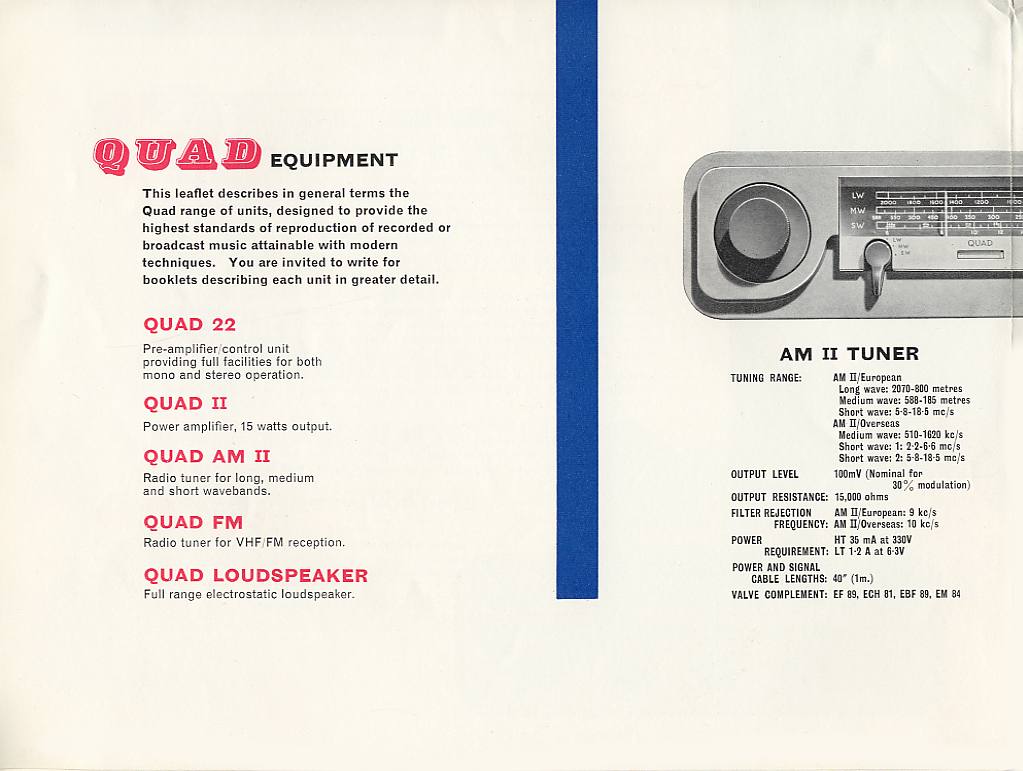 QUAD EQUIPMENT
This leaflet describes in general terms the
Quad range of units, designed to provide the
highest standards of reproduction of recorded or
broadcast music attainable with modern
techniques. You are invited to write for
booklets describing each unit in greater detail.
QUAD 22
Pre-amplifier/control unit
providing full facilities for both
mono and stereo operation.
QUAD II
Power amplifier, 15 watts output.
QUAD AM II
Radio tuner for long, medium
and short wavebands.
QUAD FM
Radio tuner for VHF/FM reception.
QUAD LOUDSPEAKER
Full range electrostatic loudspeaker.
LW
2000 1800 1600 1400 1200
MW
SW
LW
MW
SW
QUAD
AM II TUNER
TUNING RANGE: AM II/European
Long wave: 2070-800 metres
Medium wave: 588-185 metres
Short wave: 5·8-18·5 mc/s
AM II/Overseas
Medium wave: 510-1620 kc/s
Short wave: 1: 2·2-6·6 mc/s
Short wave: 2: 5·8-18·5 mc/s
OUTPUT LEVEL 100mV (Nominal for
30% modulation)
OUTPUT RESISTANCE: 15,000 ohms
FILTER REJECTION AM II/European: 9 kc/s
FREQUENCY: AM II/Overseas: 10 kc/s
POWER HT 35 mA at 330V
REQUIREMENT: LT 1·2 A at 6·3V
POWER AND SIGNAL
CABLE LENGTHS: 40" (1m.)
VALVE COMPLEMENT: EF 89, ECH 81, EBF 89, EM 84